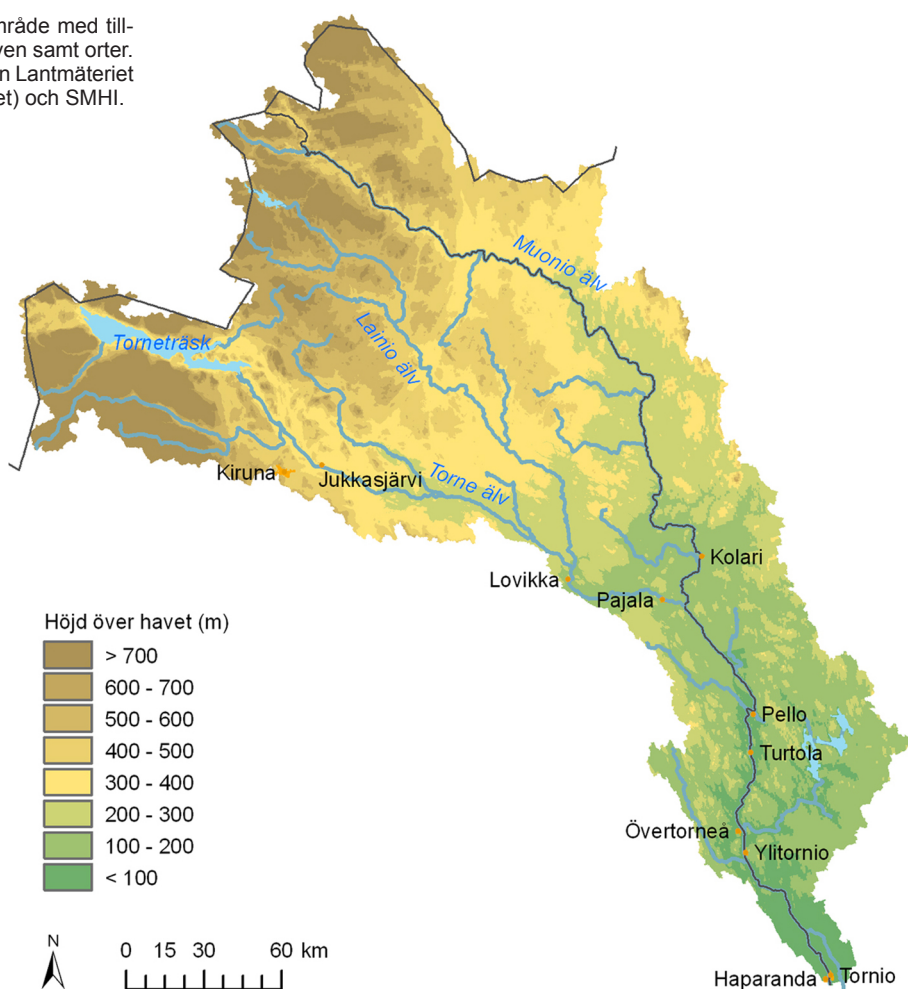 mråde med till-
ven samt orter.
n Lantmäteriet
et) och SMHI.
Muonio älv
Lainio älv
Torneträsk
Torne älv
Kiruna
Jukkasjärvi
Kolari
Lovikka
Pajala
Pello
Turtola
Övertorneå
Ylitornio
Haparanda
Tornio
Höjd över havet (m)
> 700
600 - 700
500 - 600
400 - 500
300 - 400
200 - 300
100 - 200
< 100
N
0 15 30 60 km